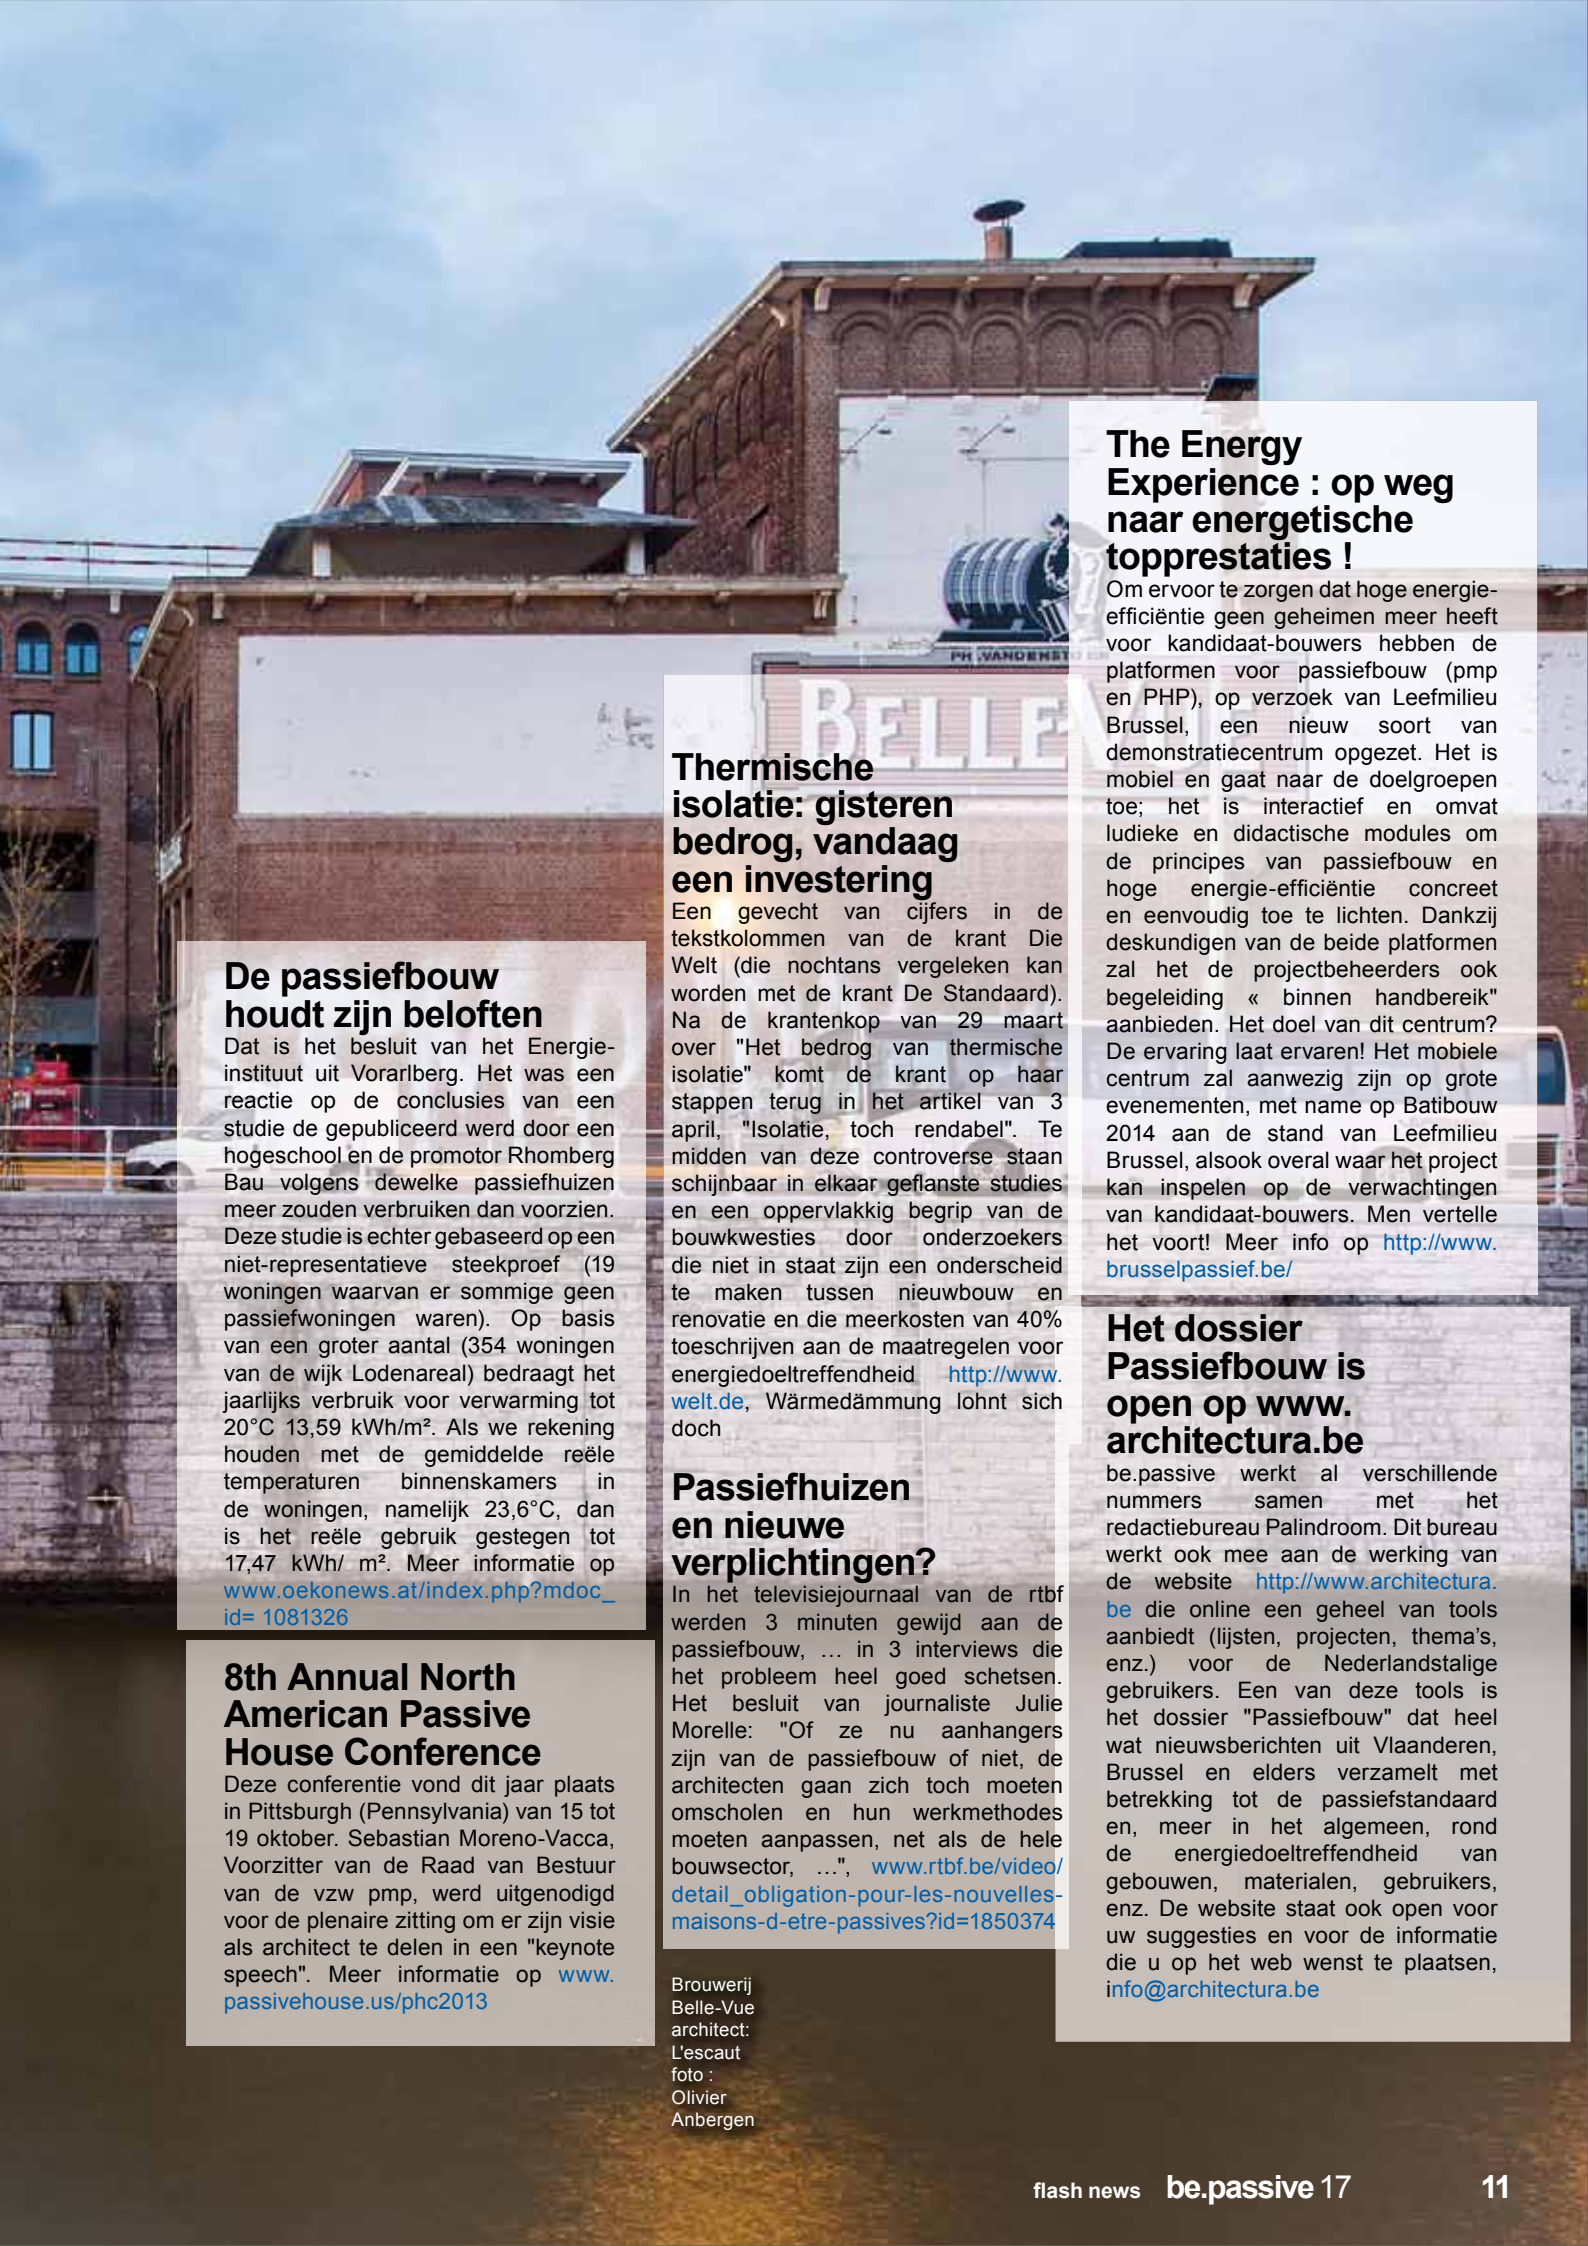 De passiefbouw
houdt zijn beloften
Dat is het besluit van het Energie-
instituut uit Vorarlberg. Het was een
reactie op de conclusies van een
studie de gepubliceerd werd door een
hogeschool en de promotor Rhomberg
Bau volgens dewelke passiefhuizen
meer zouden verbruiken dan voorzien.
Deze studie is echter gebaseerd op een
niet-representatieve steekproef (19
woningen waarvan er sommige geen
passiefwoningen waren). Op basis
van een groter aantal (354 woningen
van de wijk Lodenareal) bedraagt het
jaarlijks verbruik voor verwarming tot
20°C 13,59 kWh/m². Als we rekening
houden met de gemiddelde reële
temperaturen binnenskamers in
de woningen, namelijk 23,6°C, dan
is het reële gebruik gestegen tot
17,47 kWh/ m². Meer informatie op
www.oekonews.at/index.php?mdoc_
id= 1081326
8th Annual North
American Passive
House Conference
Deze conferentie vond dit jaar plaats
in Pittsburgh (Pennsylvania) van 15 tot
19 oktober. Sebastian Moreno-Vacca,
Voorzitter van de Raad van Bestuur
van de vzw pmp, werd uitgenodigd
voor de plenaire zitting om er zijn visie
als architect te delen in een "keynote
speech". Meer informatie op www.
passivehouse.us/phc2013
PH.VANDENSTO
BELLE-VUE
Thermische
isolatie: gisteren
bedrog, vandaag
een investering
Een gevecht van cijfers in de
tekstkolommen van de krant Die
Welt (die nochtans vergeleken kan
worden met de krant De Standaard).
Na de krantenkop van 29 maart
over "Het bedrog van thermische
isolatie" komt de krant op haar
stappen terug in het artikel van 3
april, "Isolatie, toch rendabel". Te
midden van deze controverse staan
schijnbaar in elkaar geflanste studies
en een oppervlakkig begrip van de
bouwkwesties door onderzoekers
die niet in staat zijn een onderscheid
te maken tussen nieuwbouw en
renovatie en die meerkosten van 40%
toeschrijven aan de maatregelen voor
energiedoeltreffendheid http://www.
welt.de, Wärmedämmung lohnt sich
doch
Passiefhuizen
en nieuwe
verplichtingen?
In het televisiejournaal van de rtbf
werden 3 minuten gewijd aan de
passiefbouw, … in 3 interviews die
het probleem heel goed schetsen.
Het besluit van journaliste Julie
Morelle: "Of ze nu aanhangers
zijn van de passiefbouw of niet, de
architecten gaan zich toch moeten
omscholen en hun werkmethodes
moeten aanpassen, net als de hele
bouwsector, …", www.rtbf.be/video/
detail_obligation-pour-les-nouvelles-
maisons-d-etre-passives?id=1850374
Brouwerij
Belle-Vue
architect:
L'escaut
foto :
Olivier
Anbergen
The Energy
Experience : op weg
naar energetische
topprestaties !
Om ervoor te zorgen dat hoge energie-
efficiëntie geen geheimen meer heeft
voor kandidaat-bouwers hebben de
platformen voor passiefbouw (pmp
en PHP), op verzoek van Leefmilieu
Brussel, een nieuw soort van
demonstratiecentrum opgezet. Het is
mobiel en gaat naar de doelgroepen
toe; het is interactief en omvat
ludieke en didactische modules om
de principes van passiefbouw en
hoge energie-efficiëntie concreet
en eenvoudig toe te lichten. Dankzij
deskundigen van de beide platformen
zal het de projectbeheerders ook
begeleiding « binnen handbereik"
aanbieden. Het doel van dit centrum?
De ervaring laat ervaren! Het mobiele
centrum zal aanwezig zijn op grote
evenementen, met name op Batibouw
2014 aan de stand van Leefmilieu
Brussel, alsook overal waar het project
kan inspelen op de verwachtingen
van kandidaat-bouwers. Men vertelle
het voort! Meer info op http://www.
brusselpassief.be/
Het dossier
Passiefbouw is
open op www.
architectura.be
be.passive werkt al verschillende
nummers samen met het
redactiebureau Palindroom. Dit bureau
werkt ook mee aan de werking van
de website http://www.architectura.
be die online een geheel van tools
aanbiedt (lijsten, projecten, thema's,
enz.) voor de Nederlandstalige
gebruikers. Een van deze tools is
het dossier "Passiefbouw" dat heel
wat nieuwsberichten uit Vlaanderen,
Brussel en elders verzamelt met
betrekking tot de passiefstandaard
en, meer in het algemeen, rond
de energiedoeltreffendheid van
gebouwen, materialen, gebruikers,
enz. De website staat ook open voor
uw suggesties en voor de informatie
die u op het web wenst te plaatsen,
info@architectura.be
flash news be.passive 17 11